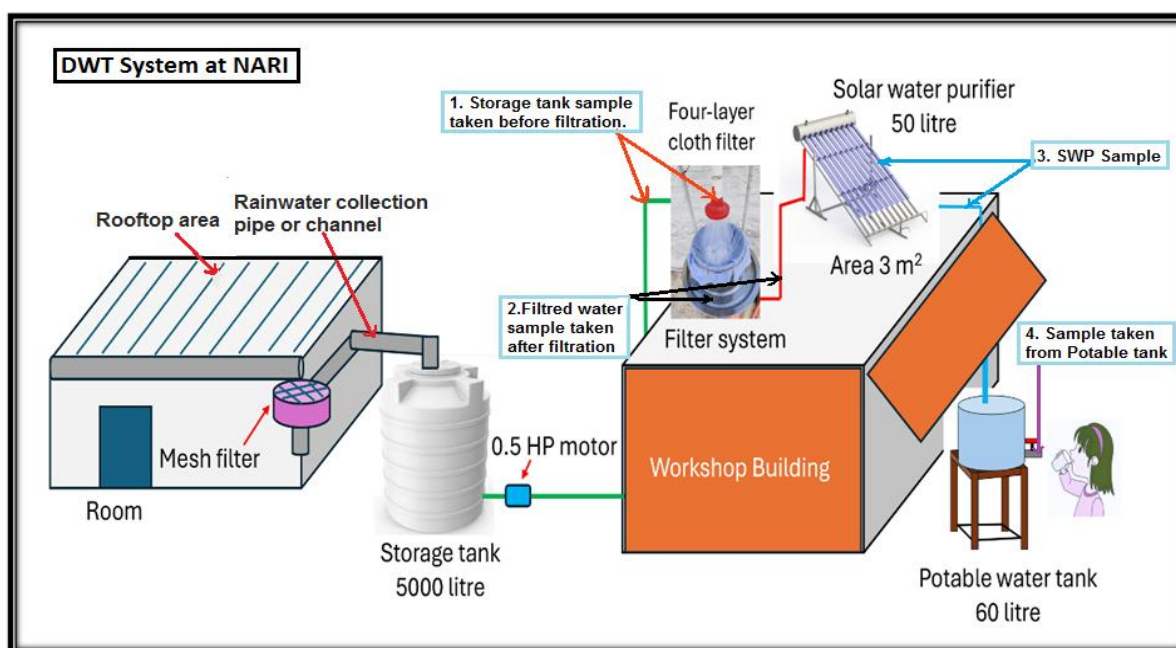 DWT System at NARI
1. Storage tank sample
taken before filtration.
Four-layer
cloth filter
Solar water purifier
50 litre
3. SWP Sample
Rooftop area
Rainwater collection
pipe or channel
Area 3 m²
2.Filtred water
sample taken
after filtration
Filter system
4. Sample taken
from Potable tank
Mesh filter
0.5 HP motor
Workshop Building
Room
Storage tank
5000 litre
Potable water tank
60 litre